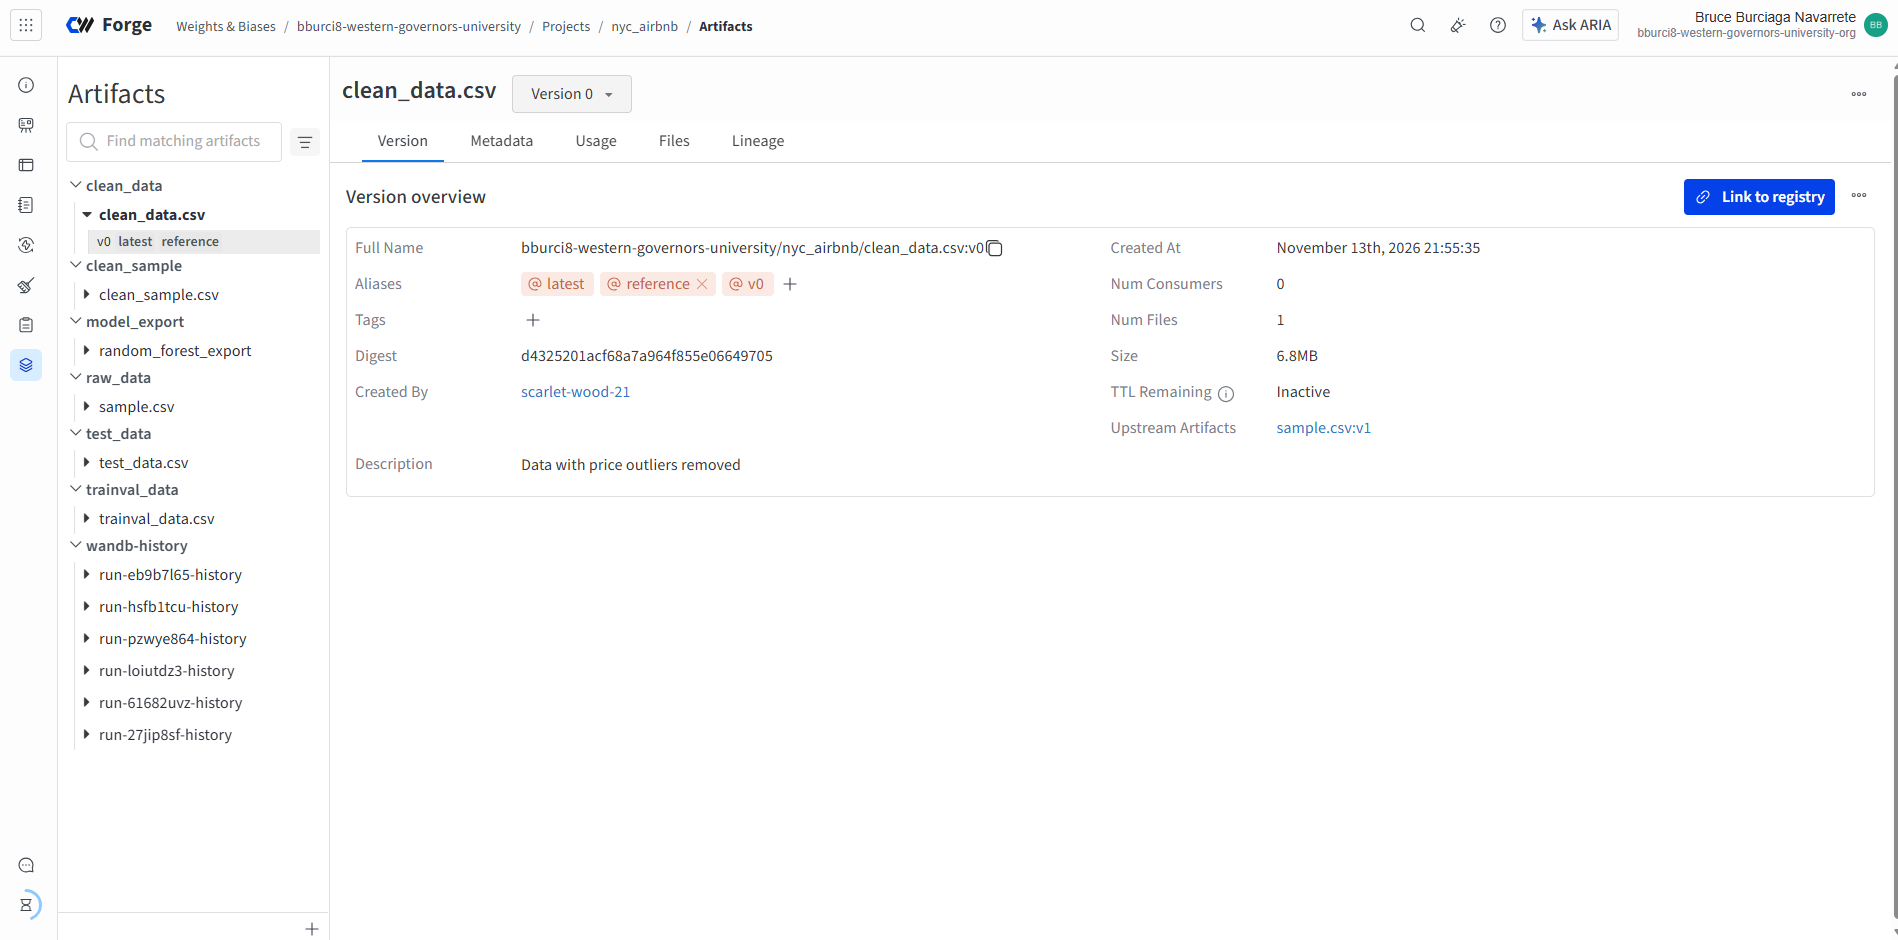 Forge
Weights & Biases / bburci8-western-governors-university / Projects / nyc_airbnb / Artifacts
Ask ARIA
Bruce Burciaga Navarrete
bburci8-western-governors-university-org
BB
Artifacts
Find matching artifacts
clean_data
clean_data.csv
v0 latest reference
clean_sample
clean_sample.csv
model_export
random_forest_export
raw_data
sample.csv
test_data
test_data.csv
trainval_data
trainval_data.csv
wandb-history
run-eb9b7l65-history
run-hsfb1tcu-history
run-pzwye864-history
run-loiutdz3-history
run-61682uvz-history
run-27jip8sf-history
clean_data.csv
Version 0
Version Metadata Usage Files Lineage
Version overview
Link to registry
Full Name bburci8-western-governors-university/nyc_airbnb/clean_data.csv:v0
Aliases @ latest @ reference @ v0
Tags
Digest d4325201acf68a7a964f855e06649705
Created By scarlet-wood-21
Description Data with price outliers removed
Created At November 13th, 2026 21:55:35
Num Consumers 0
Num Files 1
Size 6.8MB
TTL Remaining Inactive
Upstream Artifacts sample.csv:v1